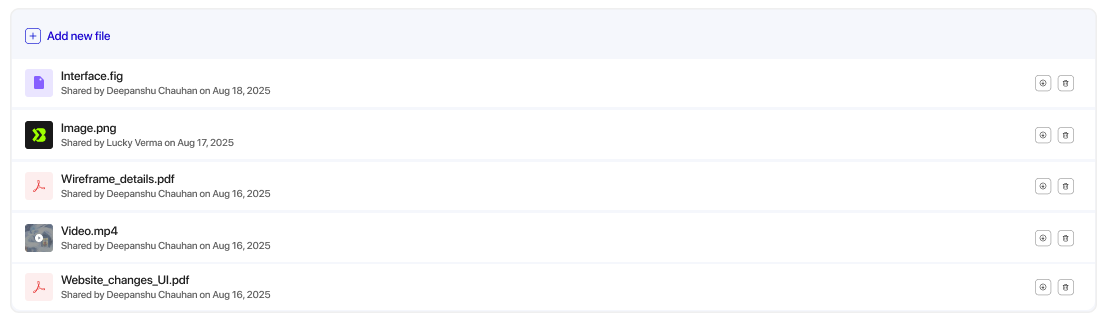 Add new file
Interface.fig
Shared by Deepanshu Chauhan on Aug 18, 2025
Image.png
Shared by Lucky Verma on Aug 17, 2025
Wireframe_details.pdf
Shared by Deepanshu Chauhan on Aug 16, 2025
Video.mp4
Shared by Deepanshu Chauhan on Aug 16, 2025
Website_changes_UI.pdf
Shared by Deepanshu Chauhan on Aug 16, 2025